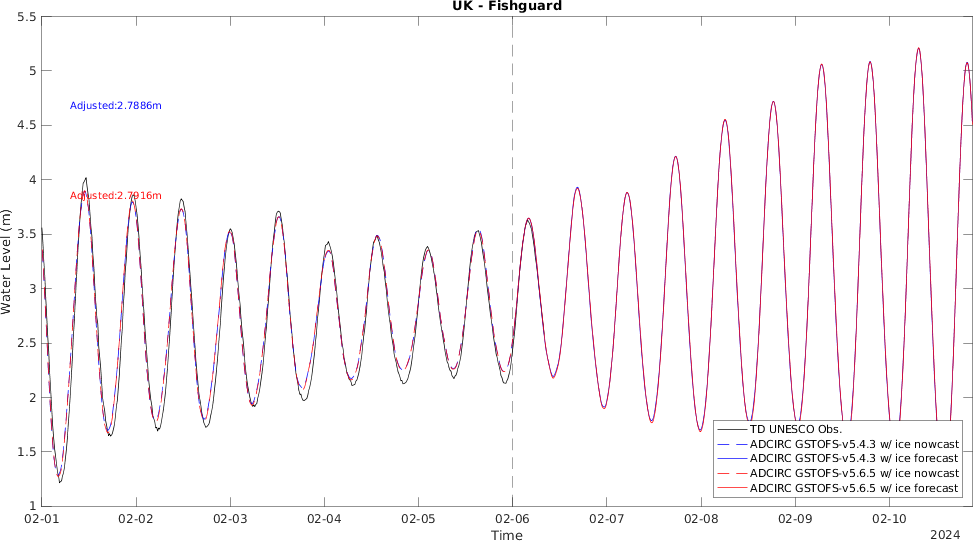 UK - Fishguard
5.5
5
4.5
4
3.5
3
2.5
2
1.5
1
Water Level (m)
Adjusted:2.7886m
Adjusted:2.7916m
TD UNESCO Obs.
ADCIRC GSTOFS-v5.4.3 w/ ice nowcast
ADCIRC GSTOFS-v5.4.3 w/ ice forecast
ADCIRC GSTOFS-v5.6.5 w/ ice nowcast
ADCIRC GSTOFS-v5.6.5 w/ ice forecast
02-01 02-02 02-03 02-04 02-05 02-06 02-07 02-08 02-09 02-10
Time
2024